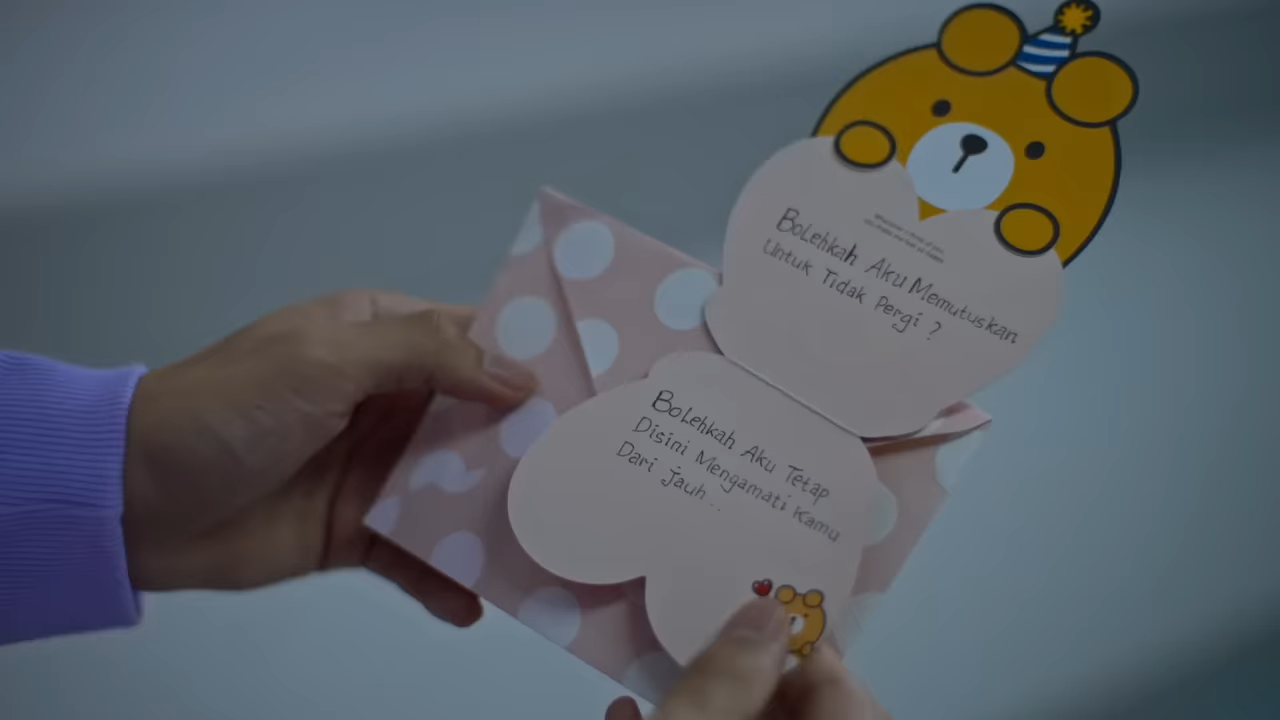 Bolehkah Aku Memutuskan
Untuk Tidak Pergi ?
Bolehkah Aku Tetap
Disini Mengamati Kamu
Dari Jauh ..